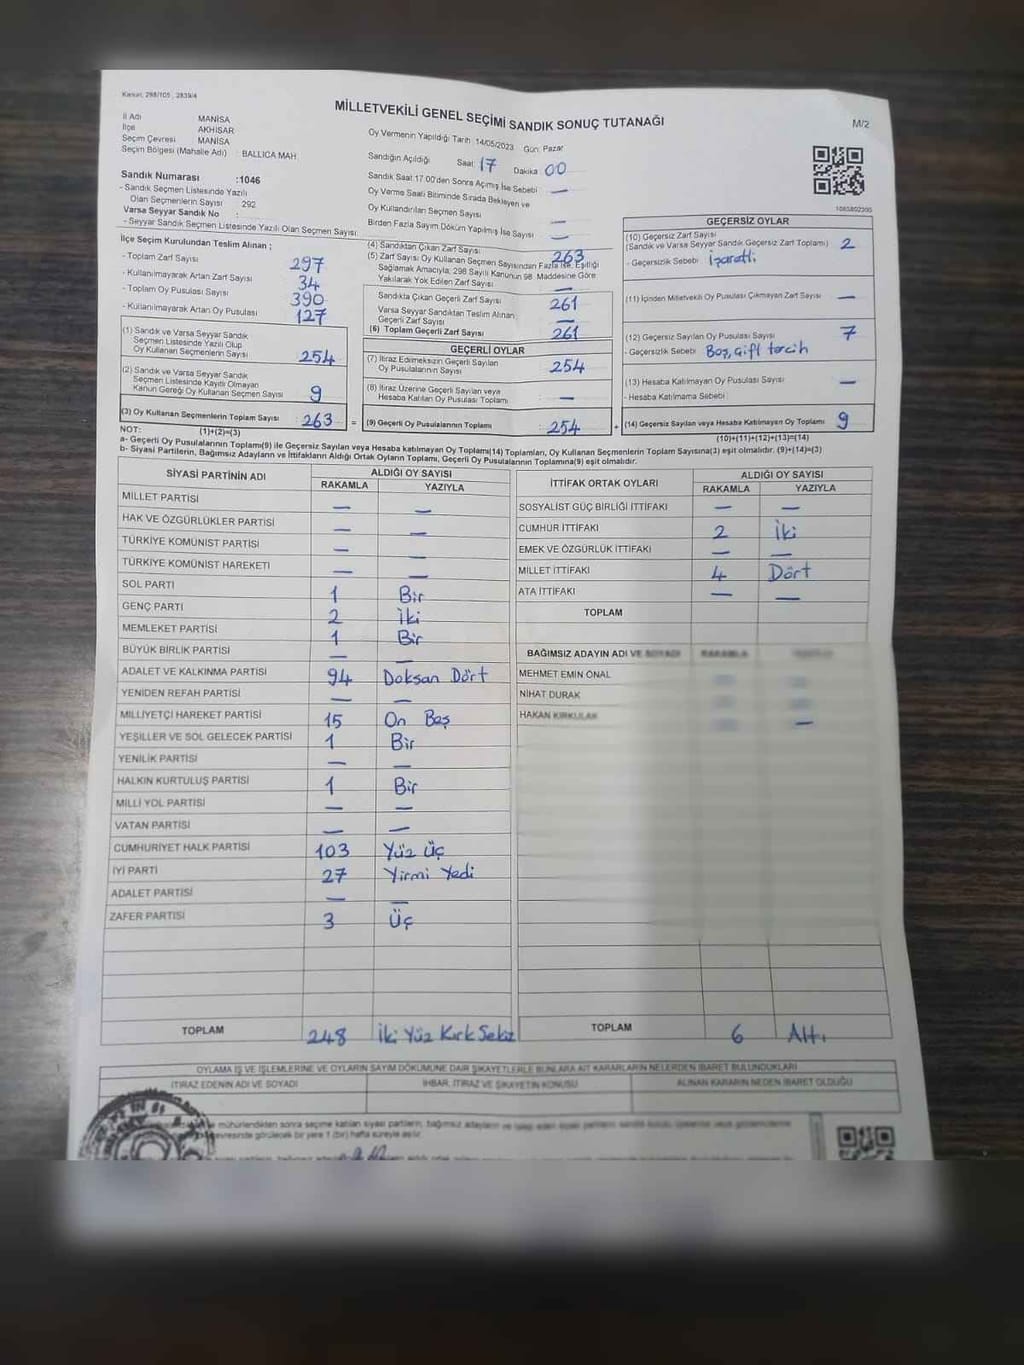 Kanun: 298/105, 2839/4
MİLLETVEKİLİ GENEL SEÇİMİ SANDIK SONUÇ TUTANAĞI
M/2
İl Adı MANİSA
İlçe AKHİSAR
Seçim Çevresi MANİSA
Seçim Bölgesi (Mahalle Adı) : BALLICA MAH
Sandık Numarası :1046
- Sandık Seçmen Listesinde Yazılı
Olan Seçmenlerin Sayısı 292
Varsa Seyyar Sandık No :
- Seyyar Sandık Seçmen Listesinde Yazılı Olan Seçmen Sayısı:
Oy Vermenin Yapıldığı Tarih: 14/05/2023 Gün: Pazar
Sandığın Açıldığı Saat: 17 Dakika: 00
Sandık Saat 17.00'den Sonra Açımış İse Sebebi —
Oy Verme Saati Bitiminde Sırada Bekleyen ve
Oy Kullandırılan Seçmen Sayısı —
Birden Fazla Sayım Döküm Yapılmış İse Sayısı —
İlçe Seçim Kurulundan Teslim Alınan ;
- Toplam Zarf Sayısı 297
- Kullanılmayarak Artan Zarf Sayısı 34
- Toplam Oy Pusulası Sayısı 390
- Kullanılmayarak Artan Oy Pusulası 127
(1) Sandık ve Varsa Seyyar Sandık
Seçmen Listesinde Yazılı Olup
Oy Kullanan Seçmenlerin Sayısı 254
(2) Sandık ve Varsa Seyyar Sandık
Seçmen Listesinde Kayıtlı Olmayan
Kanun Gereği Oy Kullanan Seçmen Sayısı 9
(3) Oy Kullanan Seçmenlerin Toplam Sayısı 263 =
(1)+(2)=(3)
(4) Sandıktan Çıkan Zarf Sayısı 263
(5) Zarf Sayısı Oy Kullanan Seçmen Sayısından Fazla İse, Eşitliği
Sağlamak Amacıyla; 298 Sayılı Kanunun 98. Maddesine Göre
Yakılarak Yok Edilen Zarf Sayısı —
Sandıkta Çıkan Geçerli Zarf Sayısı 261
Varsa Seyyar Sandıktan Teslim Alınan
Geçerli Zarf Sayısı —
(6) Toplam Geçerli Zarf Sayısı 261
GEÇERLİ OYLAR
(7) İtiraz Edilmeksizin Geçerli Sayılan
Oy Pusulalarının Sayısı 254
(8) İtiraz Üzerine Geçerli Sayılan veya
Hesaba Katılan Oy Pusulası Toplamı : —
(9) Geçerli Oy Pusulalarının Toplamı 254 +
GEÇERSİZ OYLAR
(10) Geçersiz Zarf Sayısı
(Sandık ve Varsa Seyyar Sandık Geçersiz Zarf Toplamı) 2
- Geçersizlik Sebebi İşaratli
(11) İçinden Milletvekili Oy Pusulası Çıkmayan Zarf Sayısı —
(12) Geçersiz Sayılan Oy Pusulası Sayısı 7
- Geçersizlik Sebebi Boş, Çift tercih
(13) Hesaba Katılmayan Oy Pusulası Sayısı —
- Hesaba Katılmama Sebebi
(14) Geçersiz Sayılan veya Hesaba Katılmayan Oy Toplamı 9
(10)+(11)+(12)+(13)=(14)
NOT:
a- Geçerli Oy Pusulalarının Toplamı(9) ile Geçersiz Sayılan veya Hesaba katılmayan Oy Toplamı(14) Toplamları, Oy Kullanan Seçmenlerin Toplam Sayısına(3) eşit olmalıdır. (9)+(14)=(3)
b- Siyasi Partilerin, Bağımsız Adayların ve İttifakların Aldığı Ortak Oyların Toplamı, Geçerli Oy Pusulalarının Toplamına(9) eşit olmalıdır.
SİYASİ PARTİNİN ADI ALDIĞI OY SAYISI
RAKAMLA YAZIYLA
MİLLET PARTİSİ — —
HAK VE ÖZGÜRLÜKLER PARTİSİ — —
TÜRKİYE KOMÜNİST PARTİSİ — —
TÜRKİYE KOMÜNİST HAREKETİ — —
SOL PARTİ 1 Bir
GENÇ PARTİ 2 İki
MEMLEKET PARTİSİ 1 Bir
BÜYÜK BİRLİK PARTİSİ — —
ADALET VE KALKINMA PARTİSİ 94 Doksan Dört
YENİDEN REFAH PARTİSİ — —
MİLLİYETÇİ HAREKET PARTİSİ 15 On Beş
YEŞİLLER VE SOL GELECEK PARTİSİ 1 Bir
YENİLİK PARTİSİ — —
HALKIN KURTULUŞ PARTİSİ 1 Bir
MİLLİ YOL PARTİSİ — —
VATAN PARTİSİ — —
CUMHURİYET HALK PARTİSİ 103 Yüz Üç
İYİ PARTİ 27 Yirmi Yedi
ADALET PARTİSİ — —
ZAFER PARTİSİ 3 Üç
TOPLAM 248 İki Yüz Kırk Sekiz
İTTİFAK ORTAK OYLARI ALDIĞI OY SAYISI
RAKAMLA YAZIYLA
SOSYALİST GÜÇ BİRLİĞİ İTTİFAKI — —
CUMHUR İTTİFAKI 2 İki
EMEK VE ÖZGÜRLÜK İTTİFAKI — —
MİLLET İTTİFAKI 4 Dört
ATA İTTİFAKI — —
TOPLAM
BAĞIMSIZ ADAYIN ADI VE SOYADI RAKAMLA
MEHMET EMİN ÖNAL
NİHAT DURAK
HAKAN KIRKULAK —
TOPLAM 6 Altı
OYLAMA İŞ VE İŞLEMLERİNE VE OYLARIN SAYIM DÖKÜMÜNE DAİR ŞİKAYETLERLE BUNLARA AİT KARARLARIN NELERDEN İBARET BULUNDUKLARI
İTİRAZ EDENİN ADI VE SOYADI İHBAR, İTİRAZ VE ŞİKAYETİN KONUSU ALINAN KARARIN NEDEN İBARET OLDUĞU
mühürlendikten sonra seçime katılan siyasi partilerin, bağımsız adayların
çevresinde görülecek bir yere 1 (bir) hafta süreyle asılır.